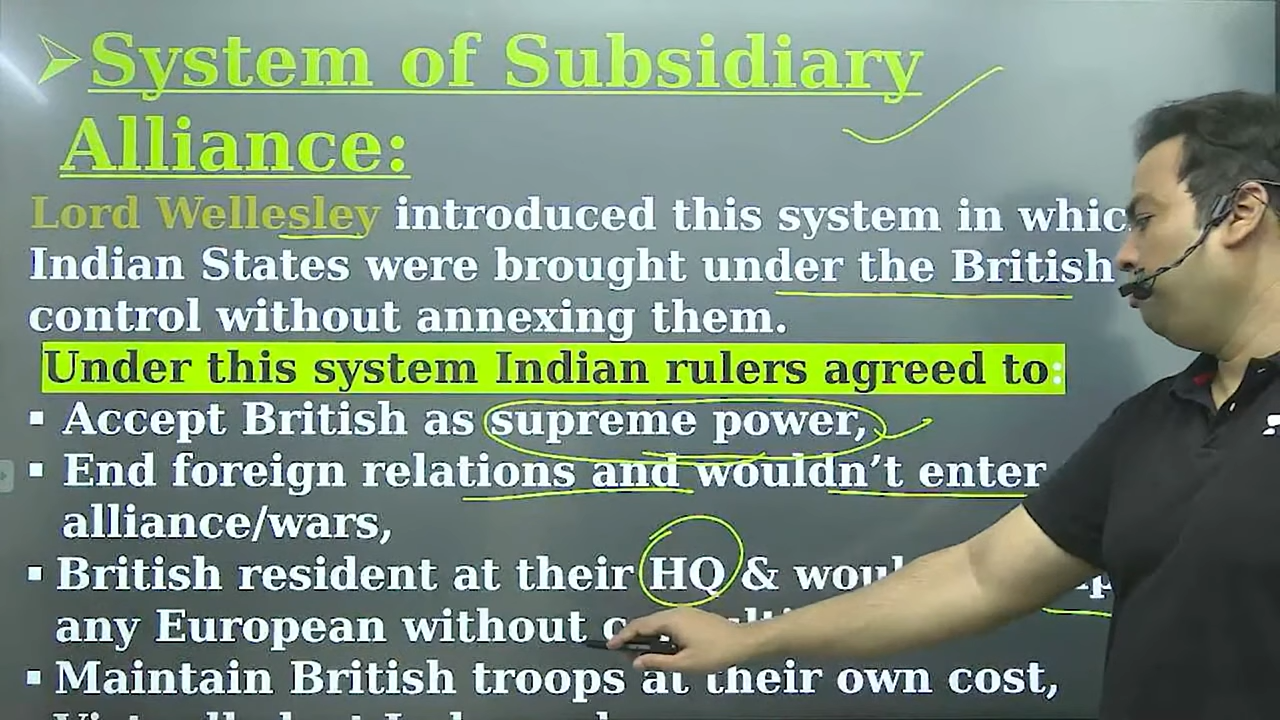 System of Subsidiary
Alliance:
Lord Wellesley introduced this system in
Indian States were brought under the British
control without annexing them.
Under this system Indian rulers agreed to:
▪ Accept British as supreme power,
▪ End foreign relations and wouldn’t enter
alliance/wars,
▪ British resident at their HQ &
any European without
▪ Maintain British troops at their own cost,